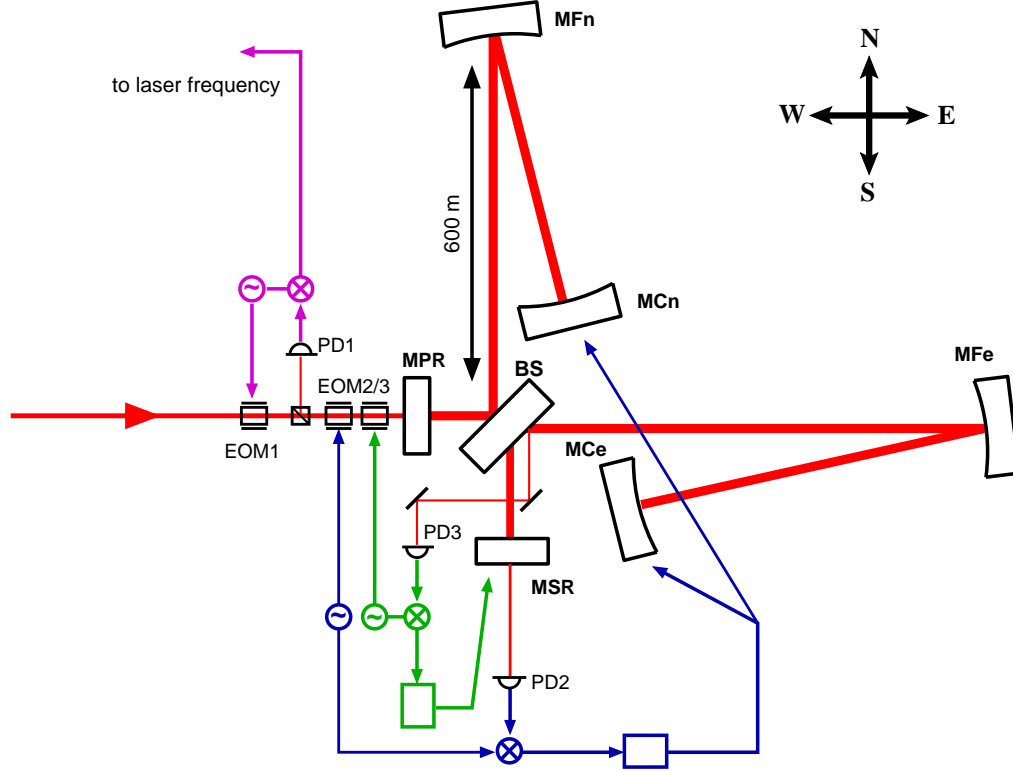 MFn
N
to laser frequency
W
E
S
600 m
MCn
PD1
MPR
BS
MFe
EOM2/3
EOM1
MCe
PD3
MSR
PD2
~
~
~